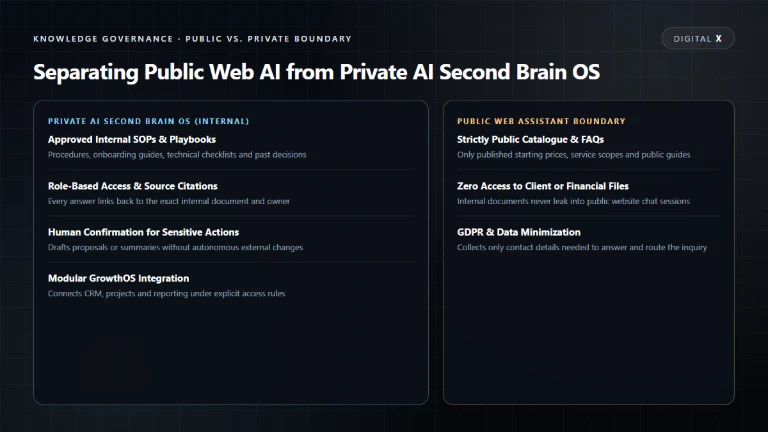 KNOWLEDGE GOVERNANCE · PUBLIC VS. PRIVATE BOUNDARY
DIGITAL X
Separating Public Web AI from Private AI Second Brain OS
PRIVATE AI SECOND BRAIN OS (INTERNAL)
Approved Internal SOPs & Playbooks
Procedures, onboarding guides, technical checklists and past decisions
Role-Based Access & Source Citations
Every answer links back to the exact internal document and owner
Human Confirmation for Sensitive Actions
Drafts proposals or summaries without autonomous external changes
Modular GrowthOS Integration
Connects CRM, projects and reporting under explicit access rules
PUBLIC WEB ASSISTANT BOUNDARY
Strictly Public Catalogue & FAQs
Only published starting prices, service scopes and public guides
Zero Access to Client or Financial Files
Internal documents never leak into public website chat sessions
GDPR & Data Minimization
Collects only contact details needed to answer and route the inquiry